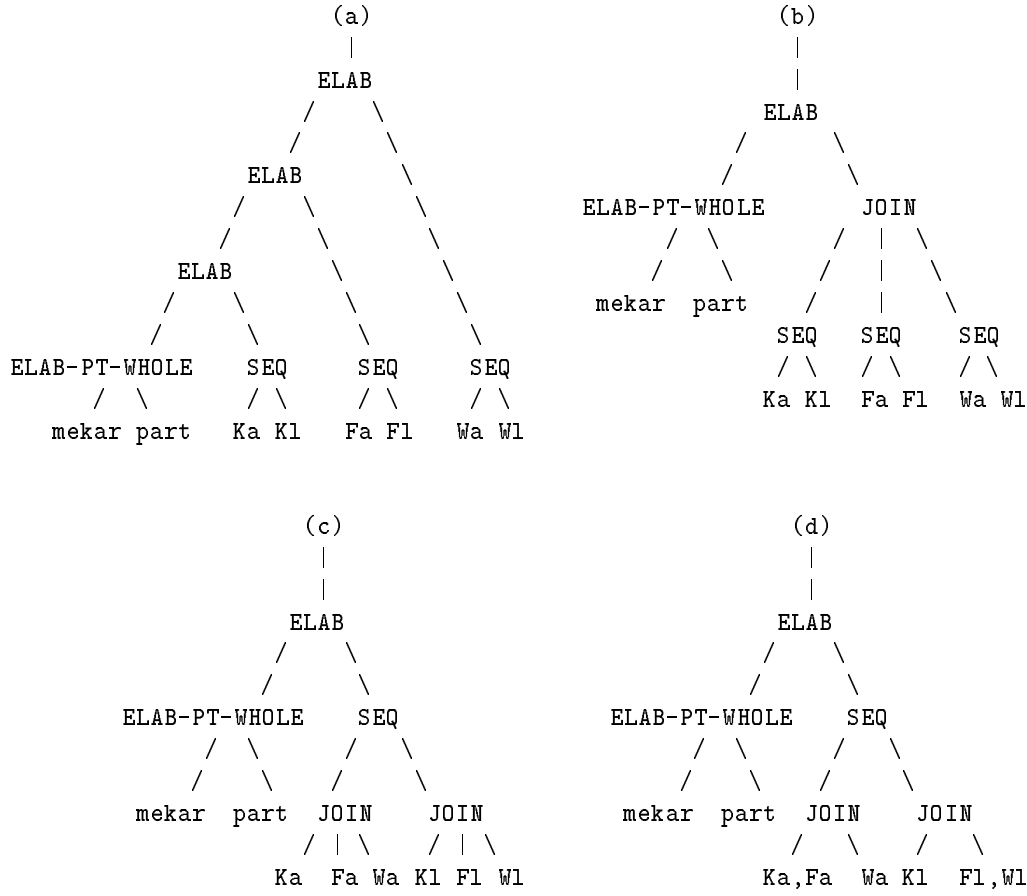 (a) (b)
ELAB
ELAB
ELAB
ELAB-PT-WHOLE JOIN
ELAB
mekar part
SEQ SEQ SEQ
ELAB-PT-WHOLE SEQ SEQ SEQ
Ka Kl Fa Fl Wa Wl
mekar part Ka Kl Fa Fl Wa Wl
(c) (d)
ELAB ELAB
ELAB-PT-WHOLE SEQ ELAB-PT-WHOLE SEQ
mekar part JOIN JOIN mekar part JOIN JOIN
Ka Fa Wa Kl Fl Wl Ka,Fa Wa Kl Fl,Wl